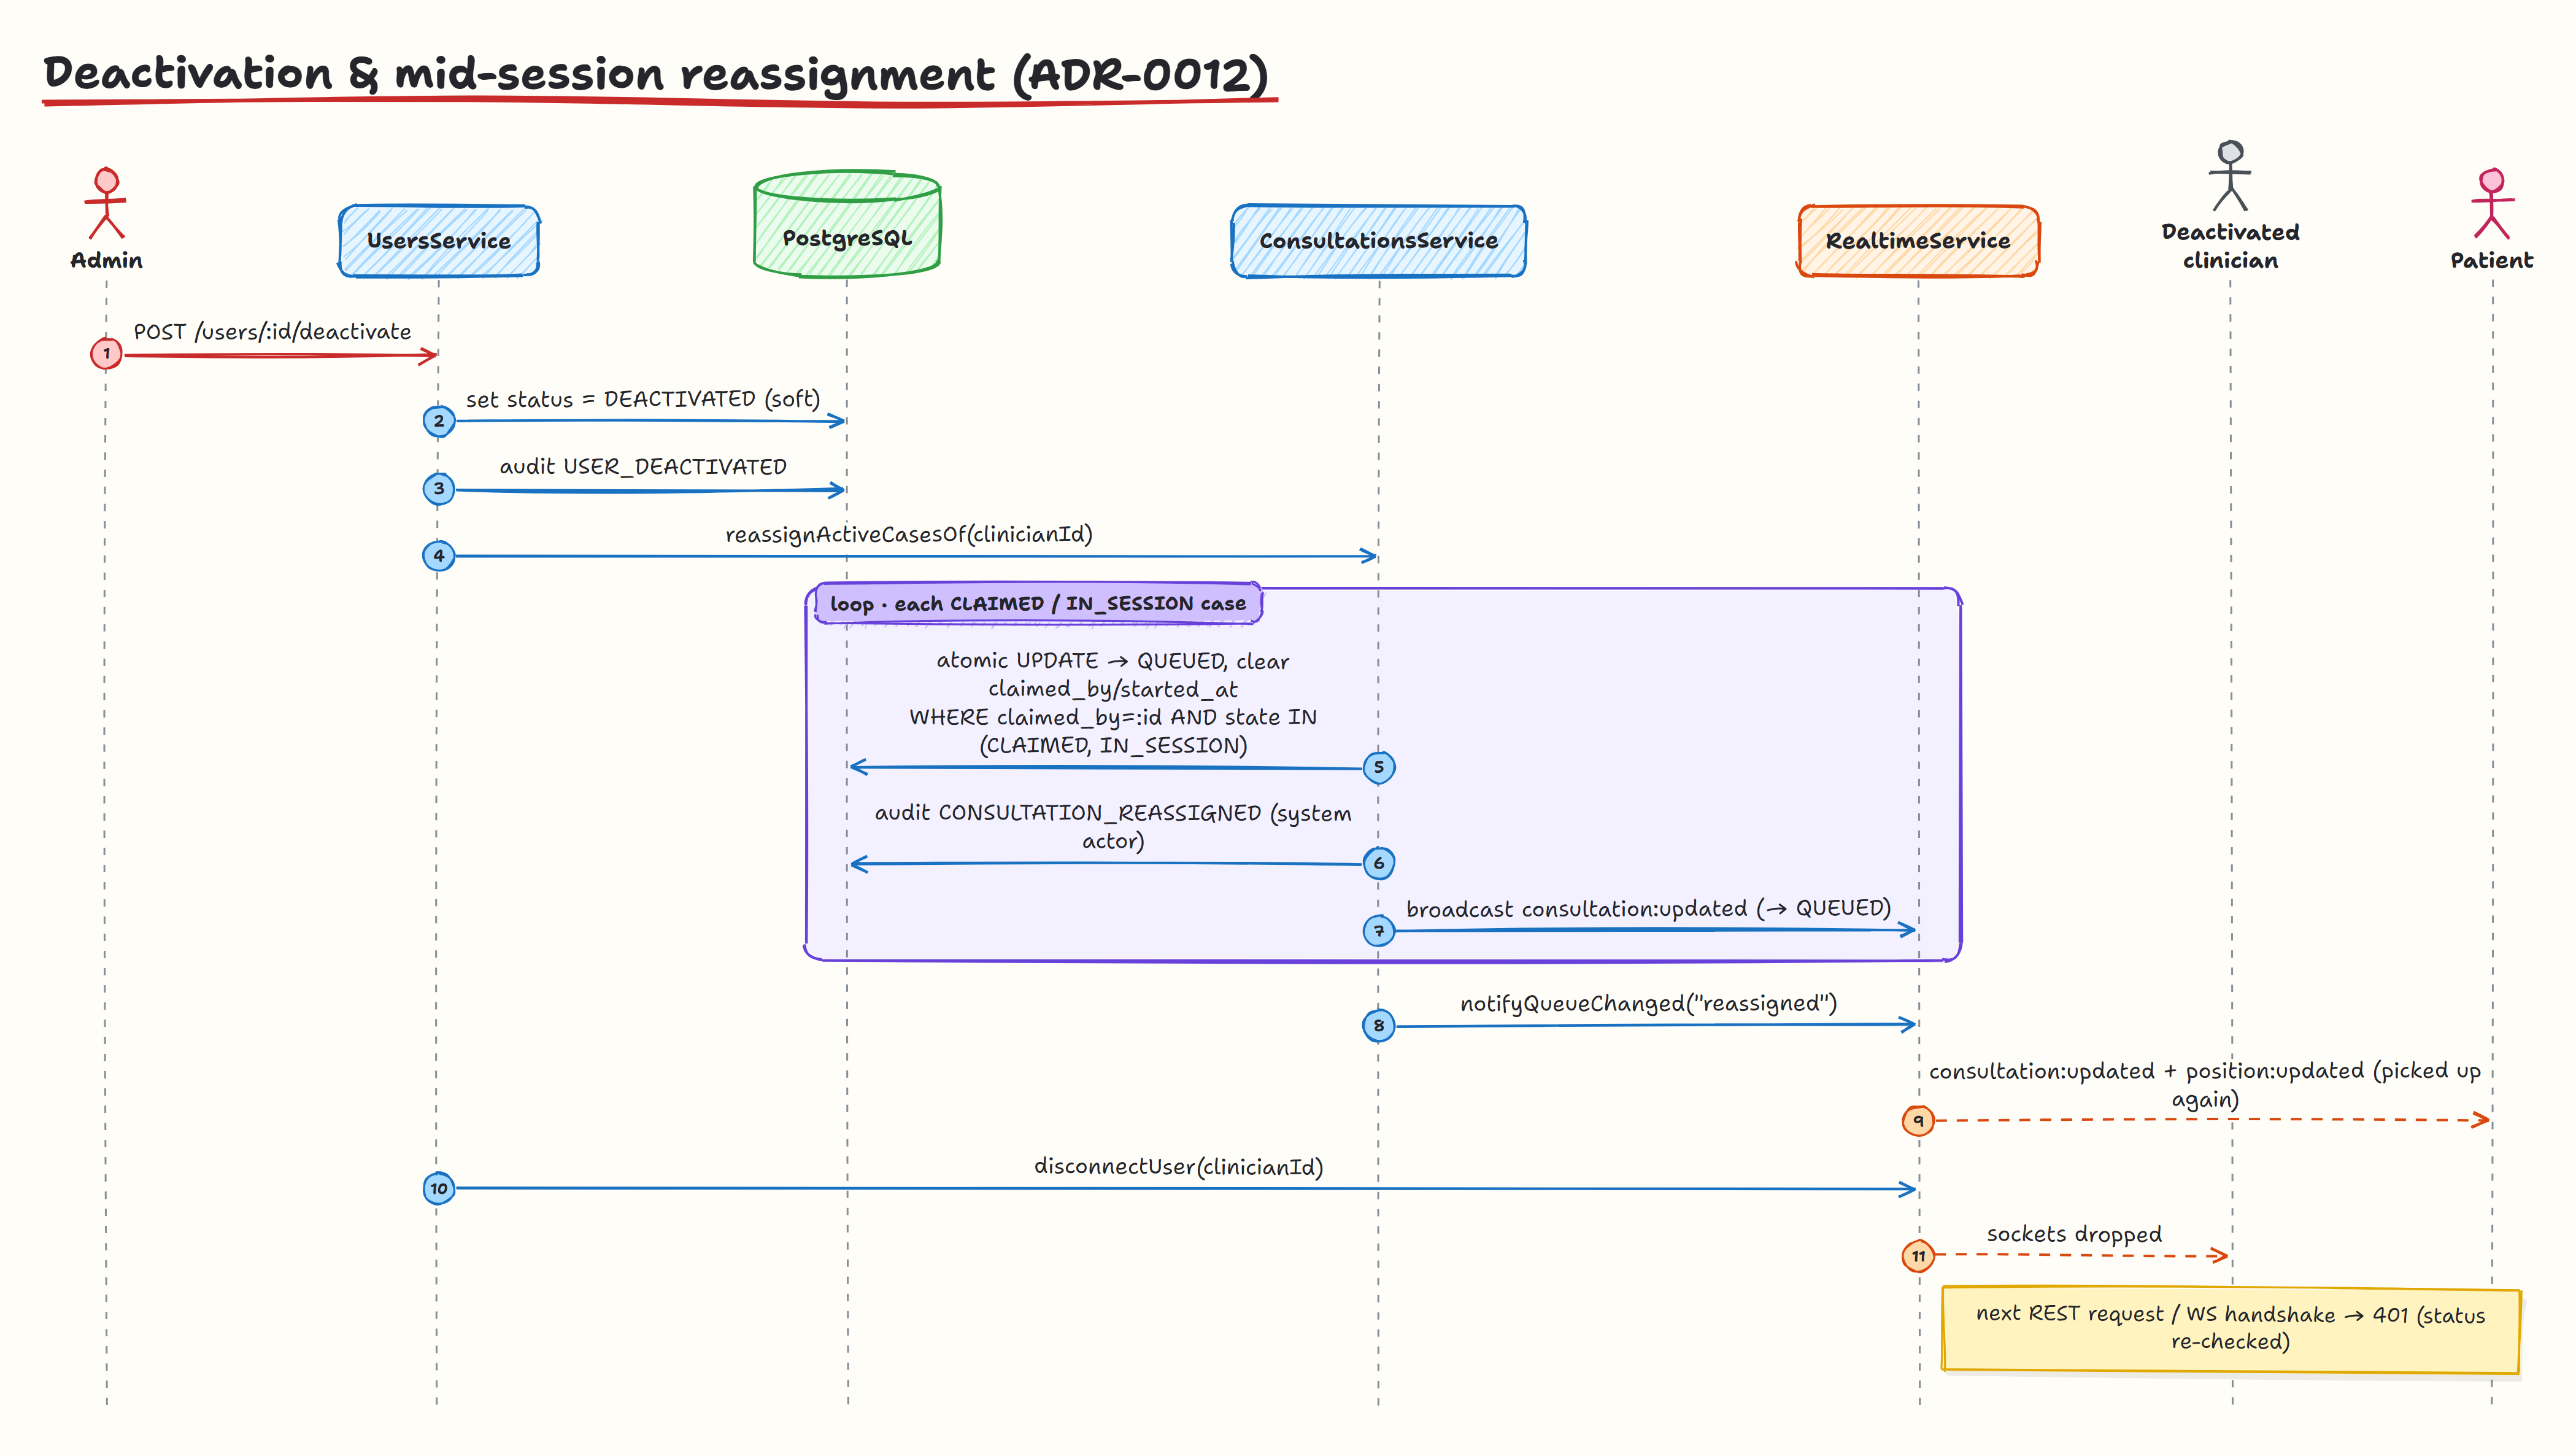 Deactivation & mid-session reassignment (ADR-0012)
Admin
UsersService
PostgreSQL
ConsultationsService
RealtimeService
Deactivated
clinician
Patient
POST /users/:id/deactivate
1
set status = DEACTIVATED (soft)
2
audit USER_DEACTIVATED
3
reassignActiveCasesOf(clinicianId)
4
loop · each CLAIMED / IN_SESSION case
atomic UPDATE → QUEUED, clear
claimed_by/started_at
WHERE claimed_by=:id AND state IN
(CLAIMED, IN_SESSION)
5
audit CONSULTATION_REASSIGNED (system
actor)
6
broadcast consultation:updated (→ QUEUED)
7
notifyQueueChanged("reassigned")
8
consultation:updated + position:updated (picked up
again)
9
disconnectUser(clinicianId)
10
sockets dropped
11
next REST request / WS handshake → 401 (status
re-checked)